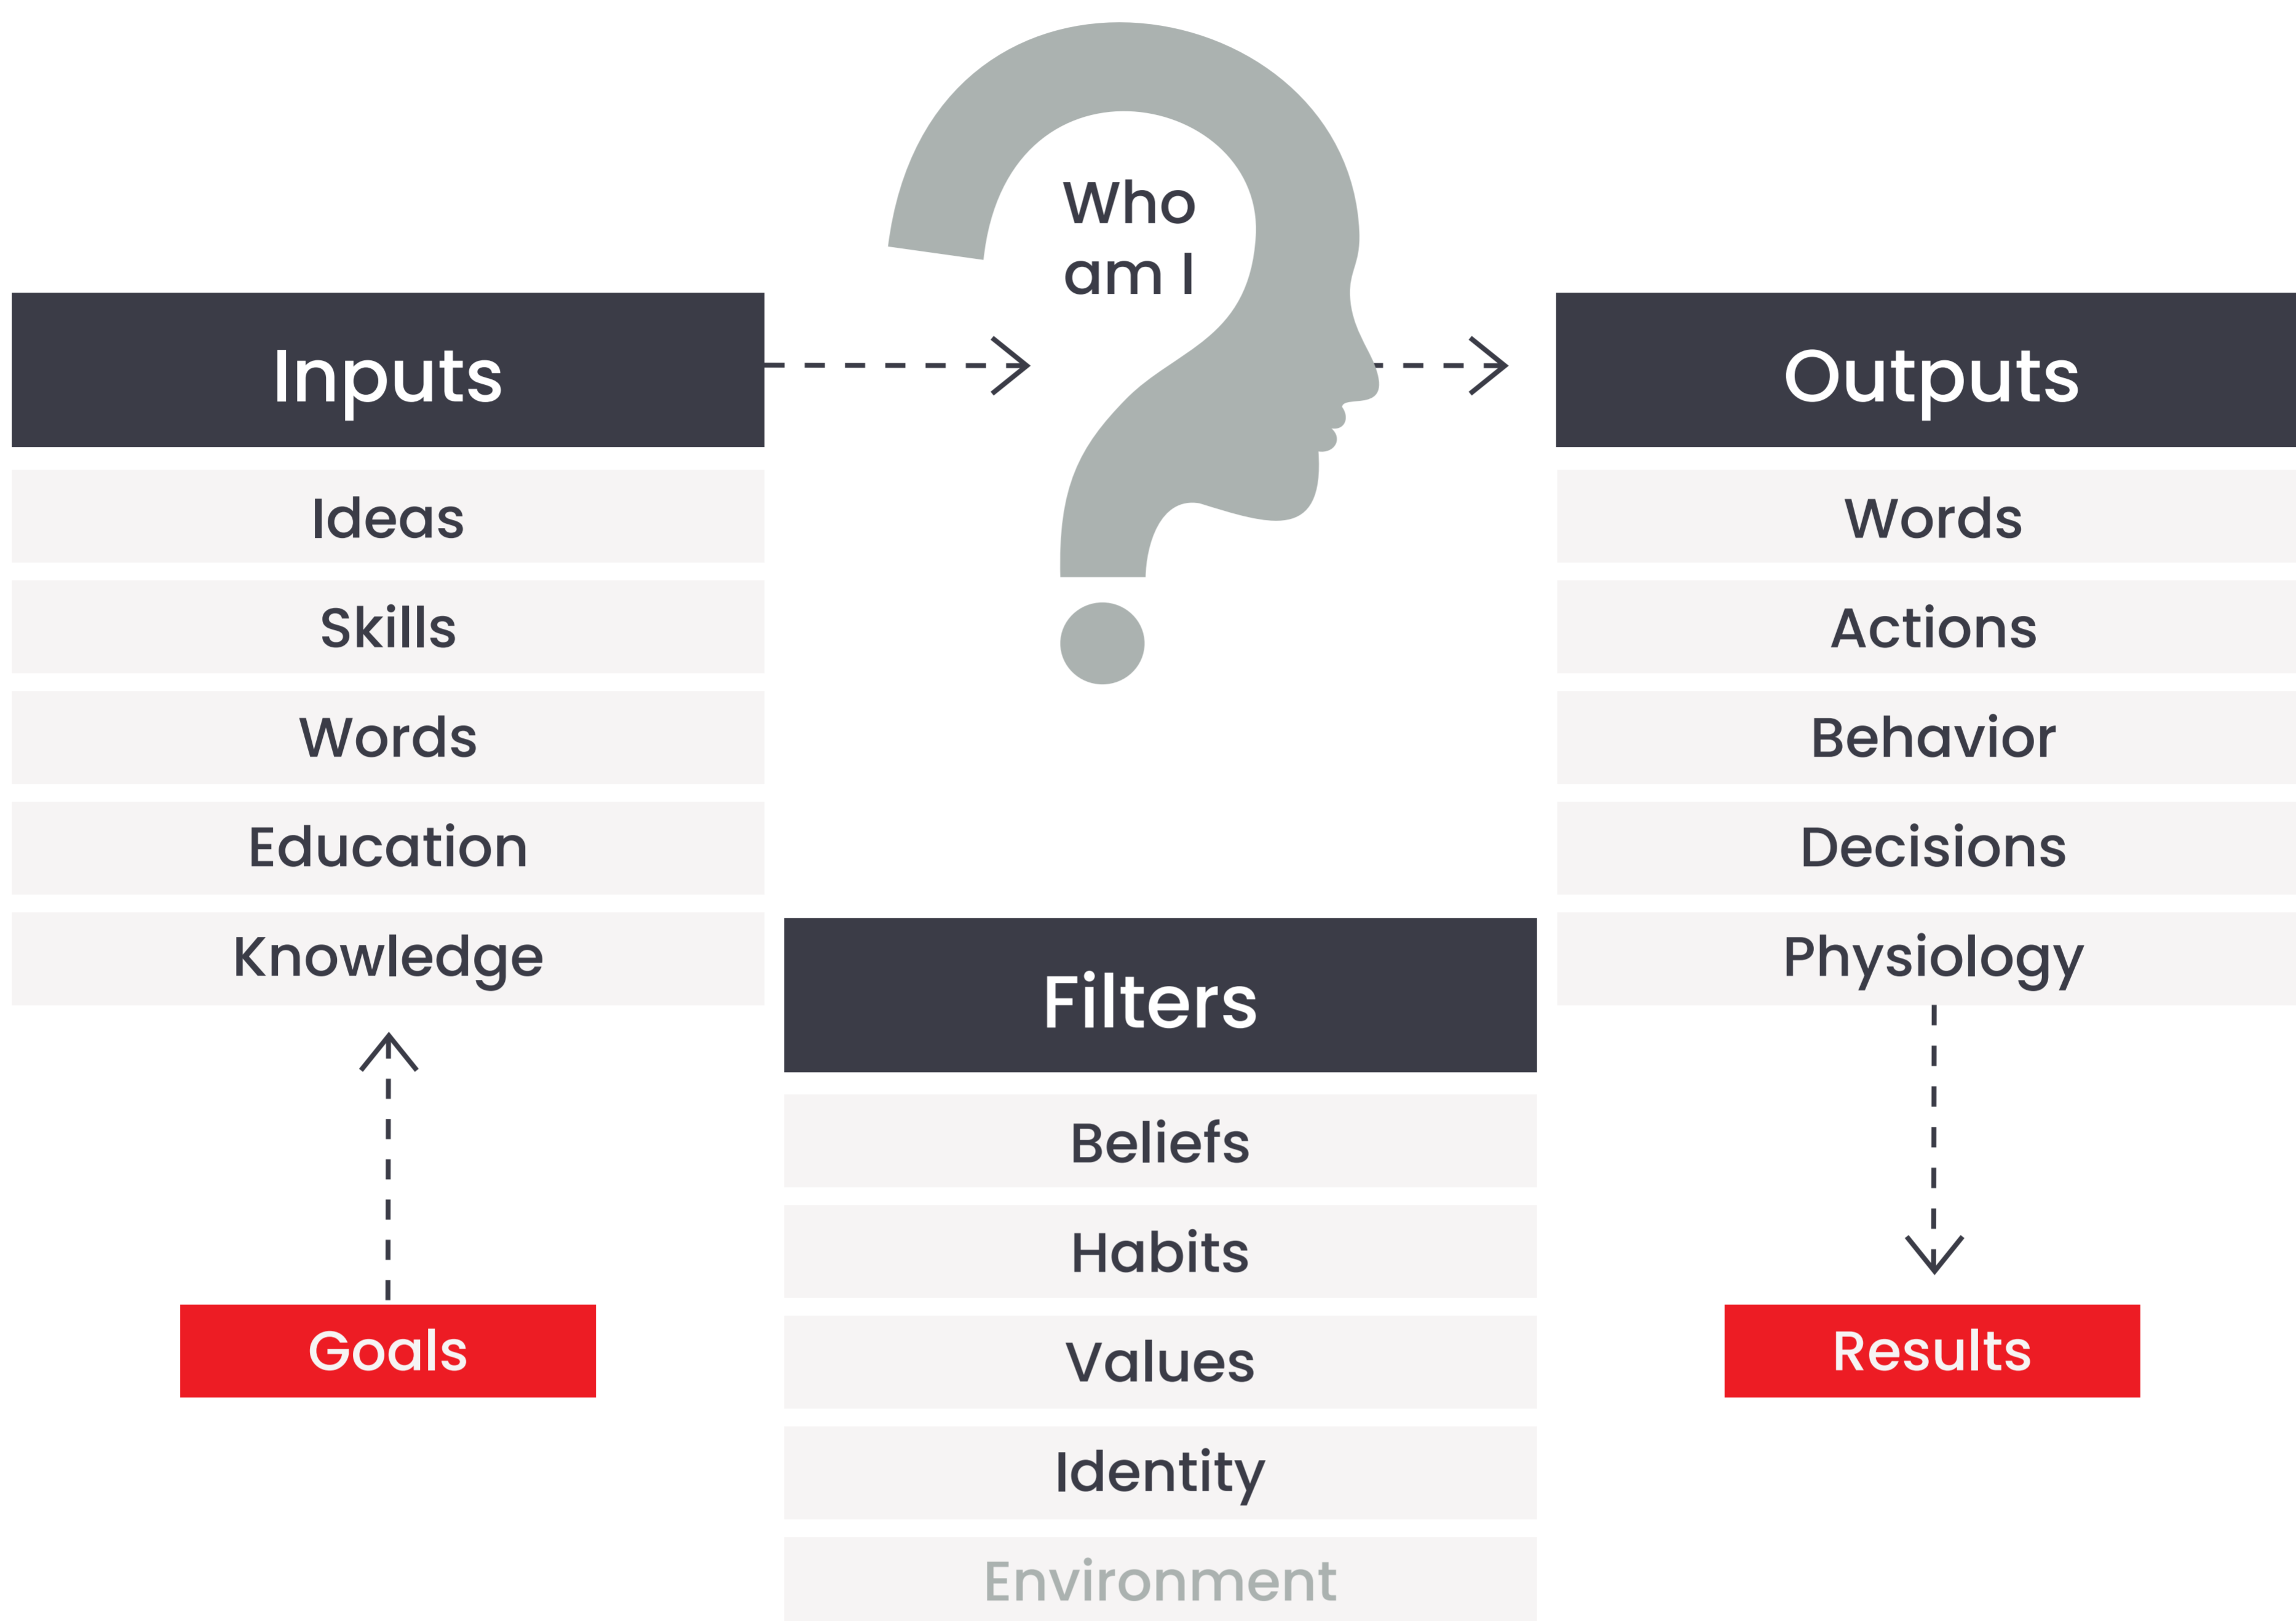 Who
am I
Inputs
Ideas
Skills
Words
Education
Knowledge
Goals
Filters
Beliefs
Habits
Values
Identity
Environment
Outputs
Words
Actions
Behavior
Decisions
Physiology
Results